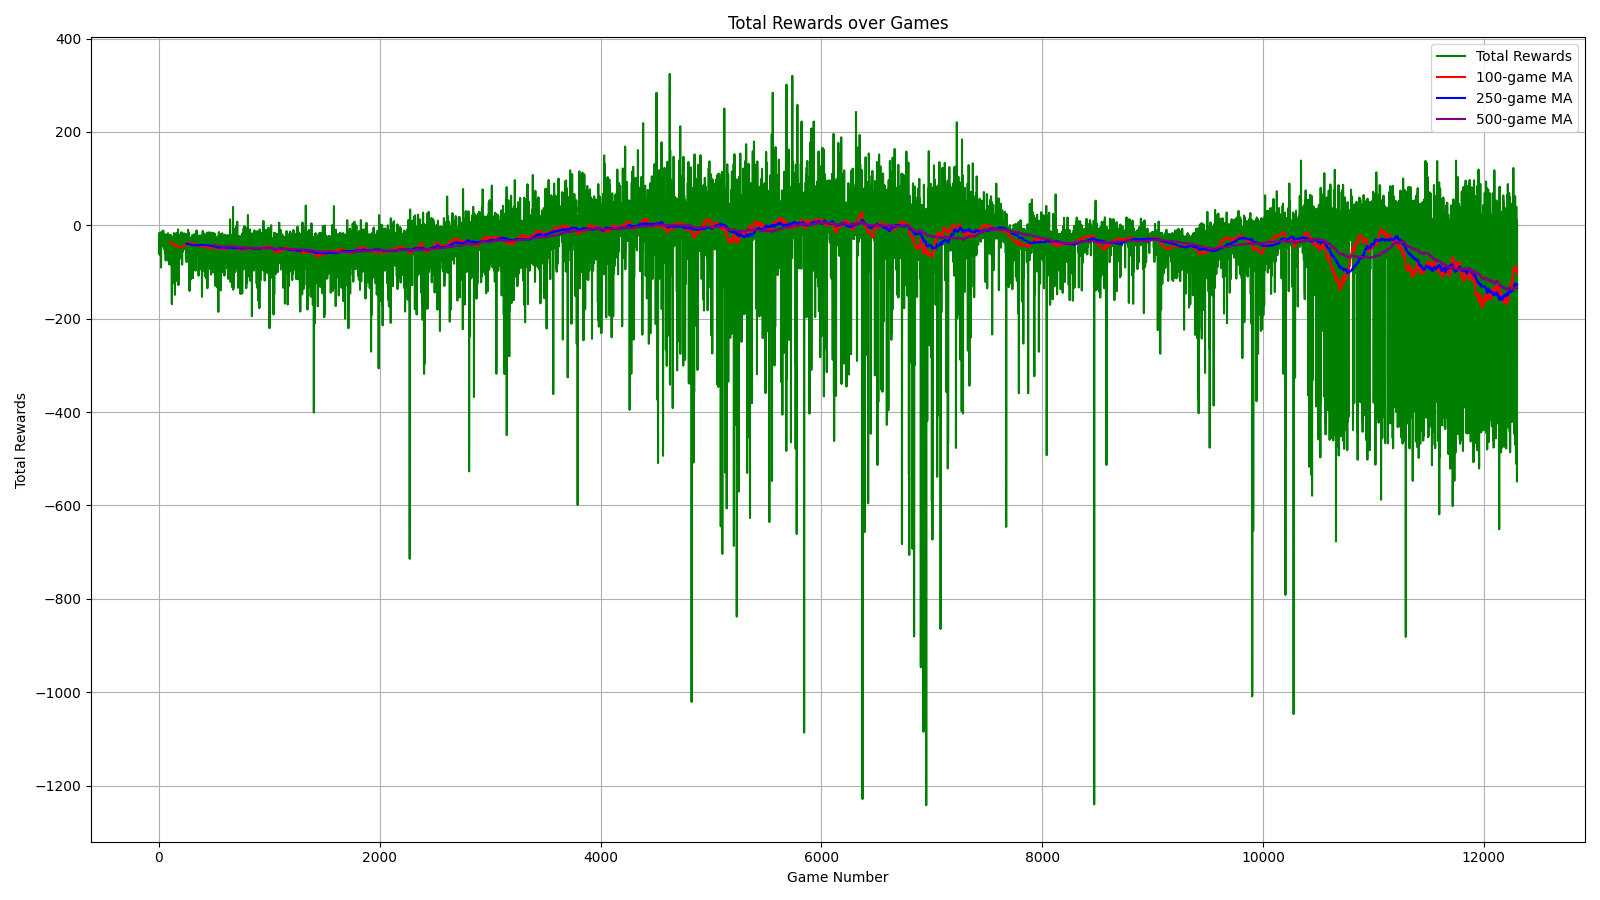 Total Rewards over Games
Total Rewards
100-game MA
250-game MA
500-game MA
400
200
0
−200
−400
−600
−800
−1000
−1200
Total Rewards
0
2000
4000
6000
8000
10000
12000
Game Number